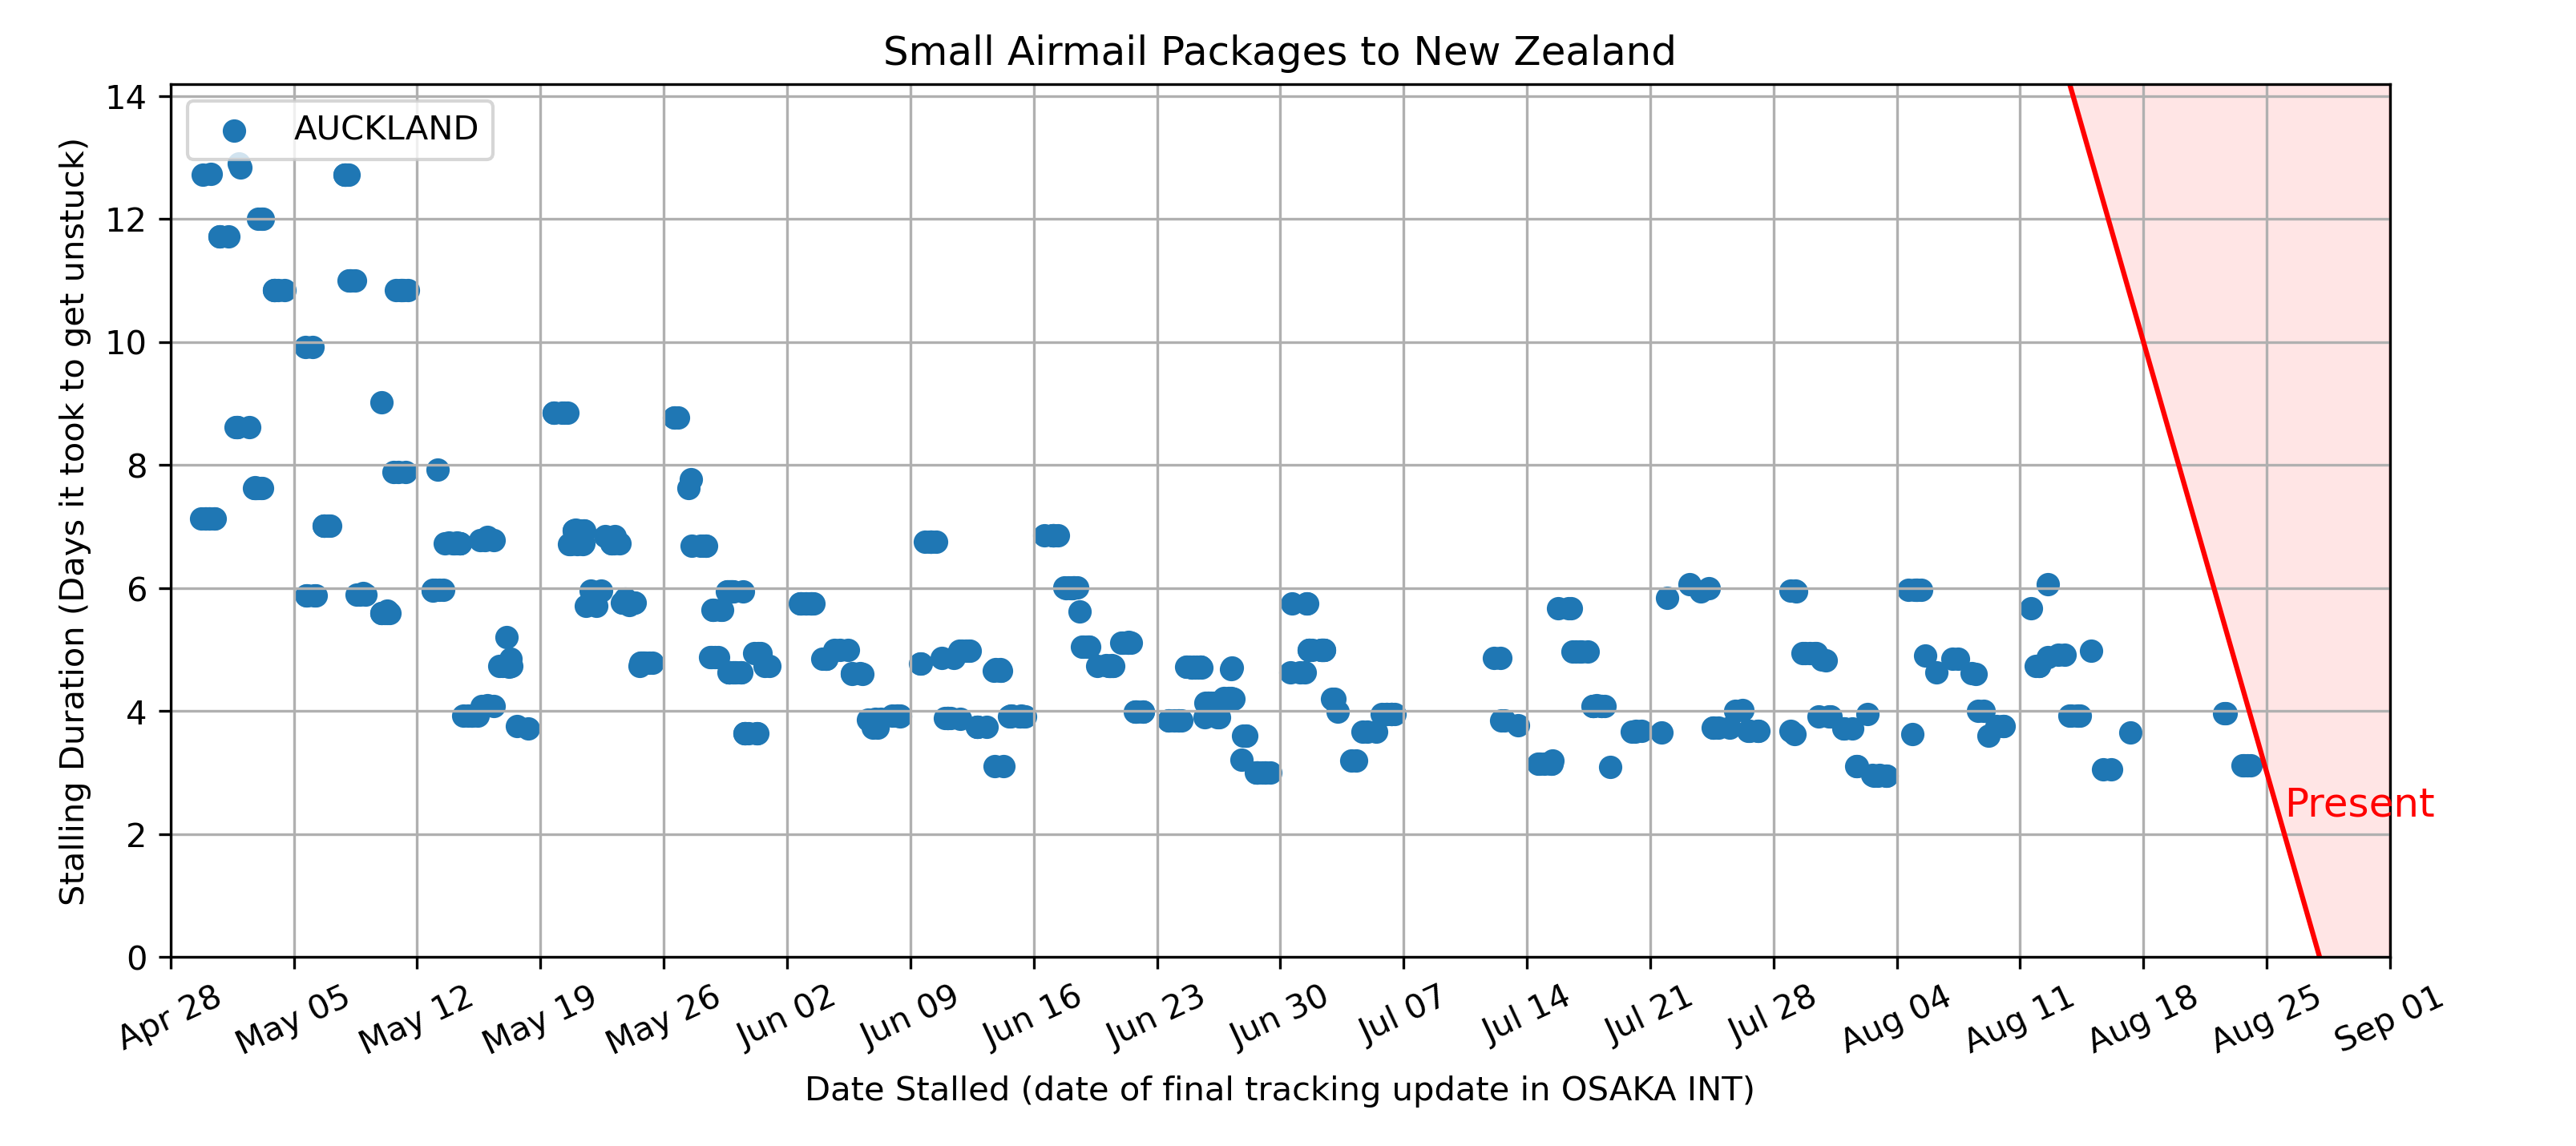 Small Airmail Packages to New Zealand
AUCKLAND
Stalling Duration (Days it took to get unstuck)
14
12
10
8
6
4
2
0
Present
Apr 28 May 05 May 12 May 19 May 26 Jun 02 Jun 09 Jun 16 Jun 23 Jun 30 Jul 07 Jul 14 Jul 21 Jul 28 Aug 04 Aug 11 Aug 18 Aug 25 Sep 01
Date Stalled (date of final tracking update in OSAKA INT)